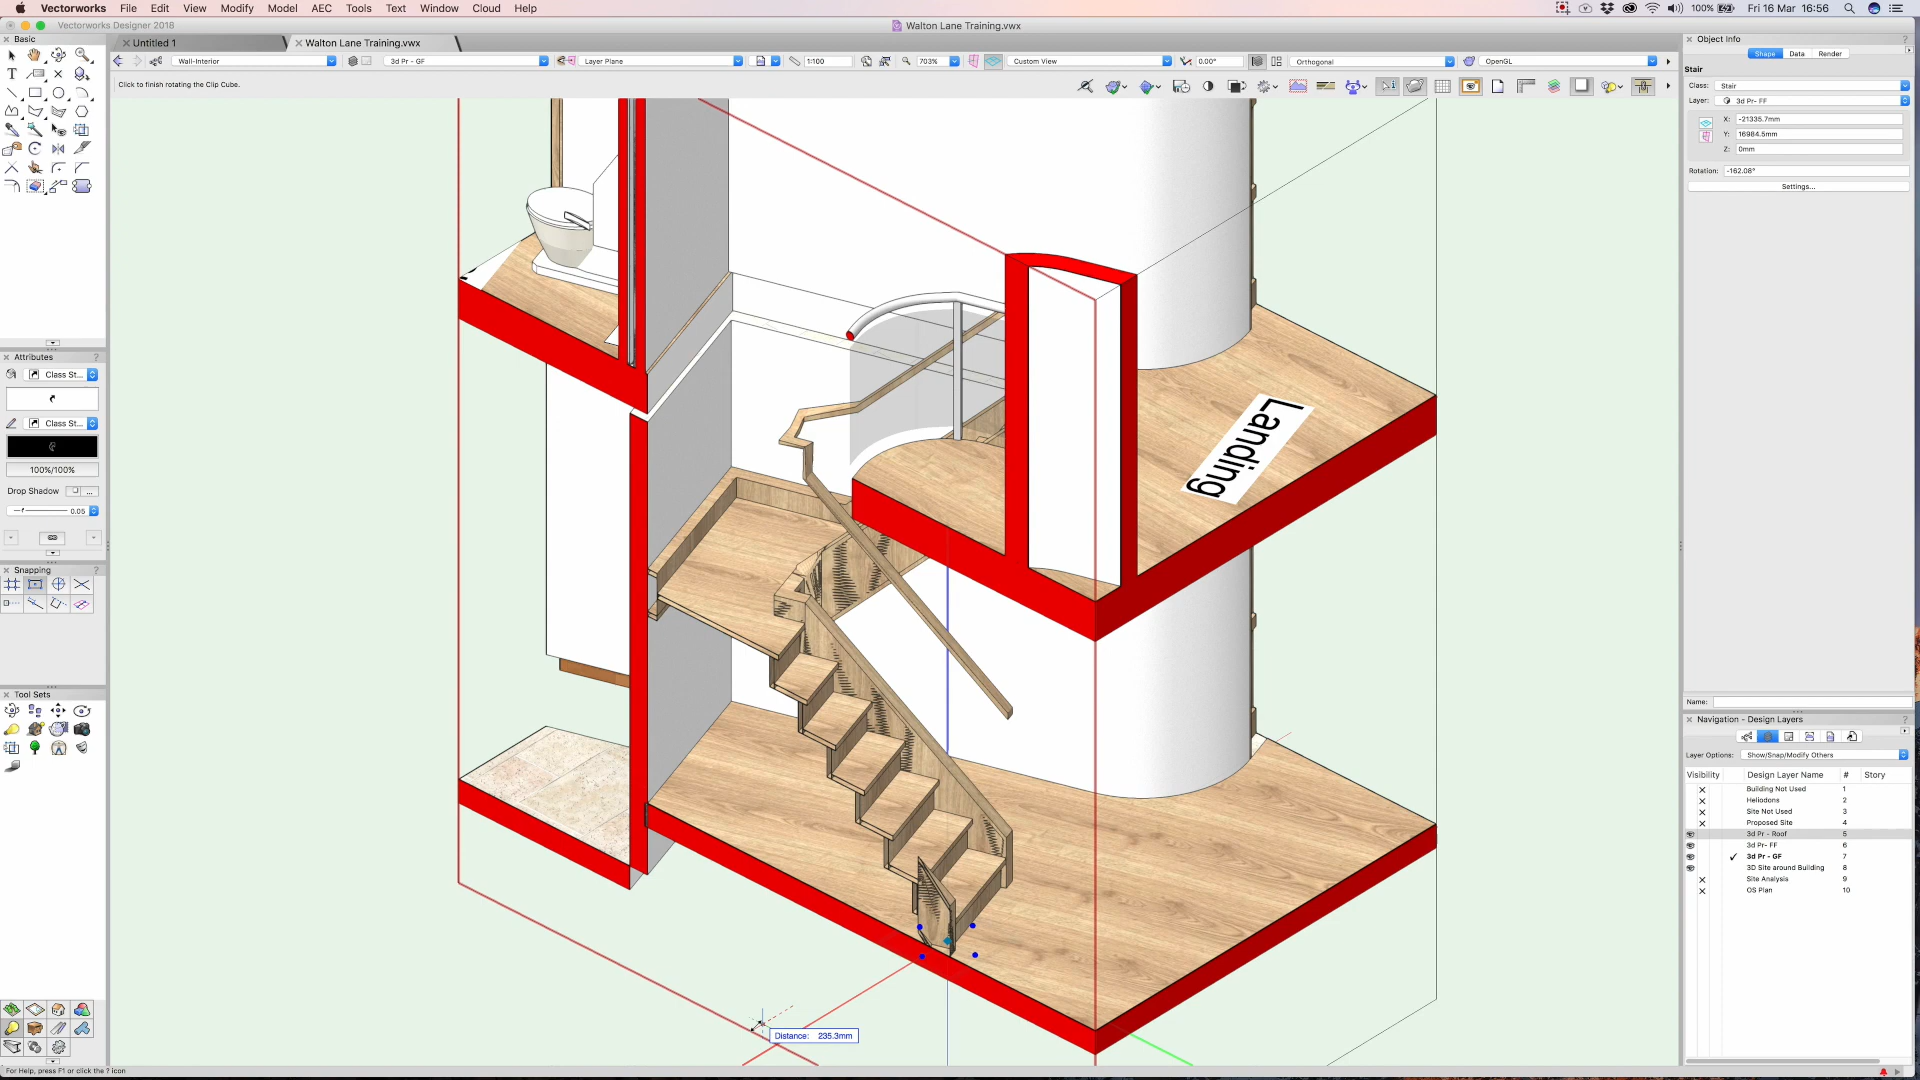 Vectorworks File Edit View Modify Model AEC Tools Text Window Cloud Help
100% Fri 16 Mar 16:56
Vectorworks Designer 2018
Walton Lane Training.vwx
Basic
Untitled 1
Walton Lane Training.vwx
Wall-Interior
3d Pr - GF
Layer Plane
1:100
703%
Custom View
0.00°
Orthogonal
OpenGL
Click to finish rotating the Clip Cube.
Attributes
Class St...
Class St...
100%/100%
Drop Shadow
...
0.05
Snapping
Tool Sets
Landing
Distance: 235.3mm
For Help, press F1 or click the ? icon
Object Info
Shape Data Render
Stair
Class: Stair
Layer: 3d Pr- FF
X: -21335.7mm
Y: 16984.5mm
Z: 0mm
Rotation: -162.08°
Settings...
Name:
Navigation - Design Layers
Layer Options: Show/Snap/Modify Others
Visibility Design Layer Name # Story
Building Not Used 1
Heliodons 2
Site Not Used 3
Proposed Site 4
3d Pr - Roof 5
3d Pr- FF 6
3d Pr - GF 7
3D Site around Building 8
Site Analysis 9
OS Plan 10